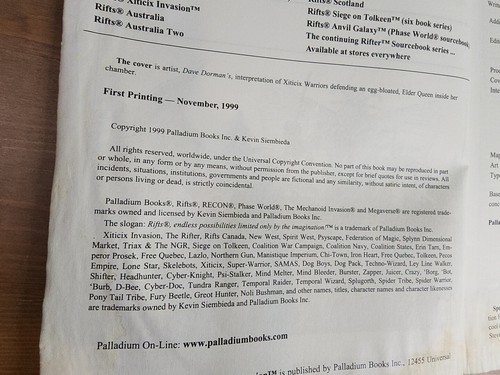 Xiticix Invasion™
Rifts® Australia
Rifts® Australia Two
Rifts® Scotland
Rifts® Siege on Tolkeen™ (six book series)
Rifts® Anvil Galaxy™ (Phase World® sourcebook
The continuing Rifter™ Sourcebook series...
Available at stores everywhere
The cover is artist, Dave Dorman's, interpretation of Xiticix Warriors defending an egg-bloated, Elder Queen inside her
chamber.
First Printing — November, 1999
Copyright 1999 Palladium Books Inc. & Kevin Siembieda
All rights reserved, worldwide, under the Universal Copyright Convention. No part of this book may be reproduced in part
or whole, in any form or by any means, without permission from the publisher, except for brief quotes for use in reviews. All
incidents, situations, institutions, governments and people are fictional and any similarity, without satiric intent, of characters
or persons living or dead, is strictly coincidental.
Palladium Books®, Rifts®, RECON®, Phase World®, The Mechanoid Invasion® and Megaverse® are registered trade-
marks owned and licensed by Kevin Siembieda and Palladium Books Inc.
The slogan: Rifts®, endless possibilities limited only by the imagination!™ is a trademark of Palladium Books Inc.
Xiticix Invasion, The Rifter, Rifts Canada, New West, Spirit West, Psyscape, Federation of Magic, Splynn Dimensional
Market, Triax & The NGR, Siege on Tolkeen, Coalition War Campaign, Coalition Navy, Coalition States, Erin Tarn, Em-
peror Prosek, Free Quebec, Lazlo, Northern Gun, Manistique Imperium, Chi-Town, Iron Heart, Free Quebec, Tolkeen, Pecos
Empire, Lone Star, Skelebots, Xiticix, Super-Warrior, SAMAS, Dog Boys, Dog Pack, Techno-Wizard, Ley Line Walker,
Shifter, Headhunter, Cyber-Knight, Psi-Stalker, Mind Melter, Mind Bleeder, Burster, Zapper, Juicer, Crazy, 'Borg, 'Bot,
'Burb, D-Bee, Cyber-Doc, Tundra Ranger, Temporal Raider, Temporal Wizard, Splugorth, Spider Tribe, Spider Warrior,
Pony Tail Tribe, Fury Beetle, Greot Hunter, Noli Bushman, and other names, titles, character names and character likenesses
are trademarks owned by Kevin Siembieda and Palladium Books Inc.
Palladium On-Line: www.palladiumbooks.com
is published by Palladium Books Inc., 12455 Universal